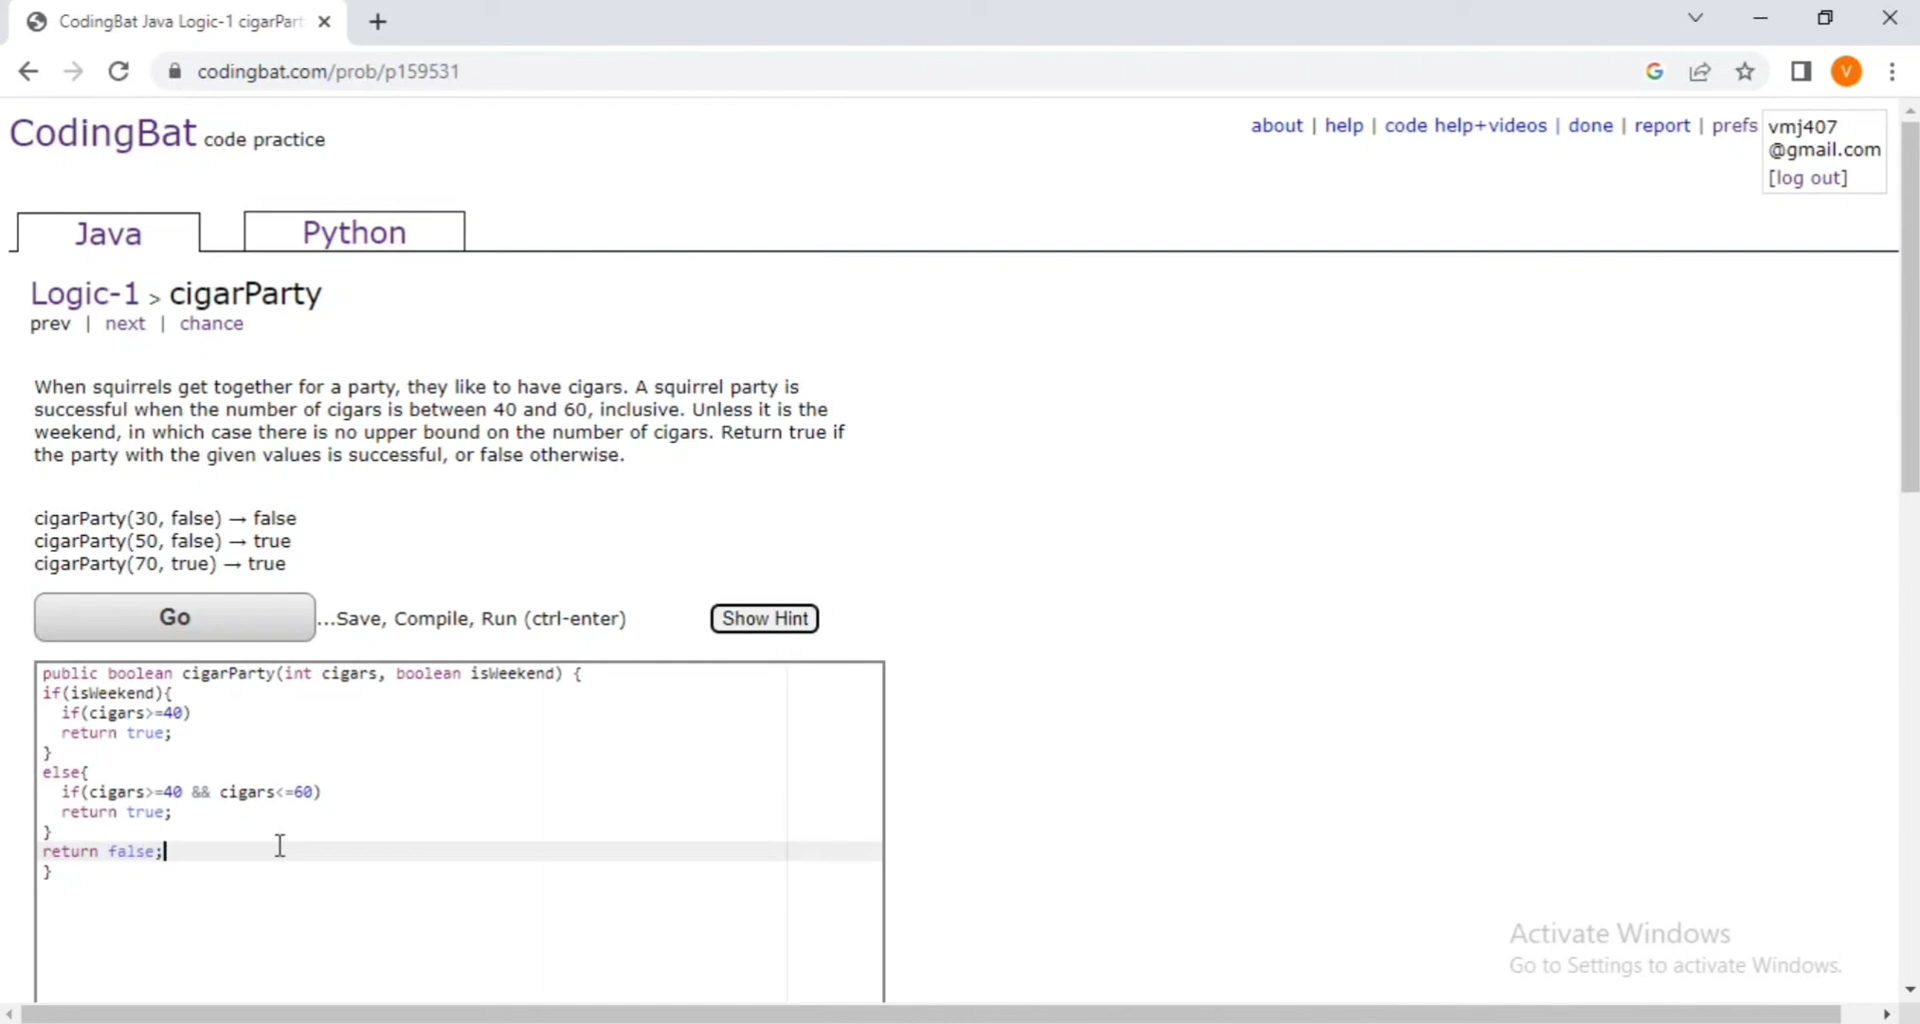 CodingBat Java Logic-1 cigarPart
codingbat.com/prob/p159531
V
CodingBat code practice
about | help | code help+videos | done | report | prefs
vmj407
@gmail.com
[log out]
Java
Python
Logic-1 > cigarParty
prev | next | chance
When squirrels get together for a party, they like to have cigars. A squirrel party is
successful when the number of cigars is between 40 and 60, inclusive. Unless it is the
weekend, in which case there is no upper bound on the number of cigars. Return true if
the party with the given values is successful, or false otherwise.
cigarParty(30, false) → false
cigarParty(50, false) → true
cigarParty(70, true) → true
Go
...Save, Compile, Run (ctrl-enter)
Show Hint
public boolean cigarParty(int cigars, boolean isWeekend) {
if(isWeekend){
  if(cigars>=40)
  return true;
}
else{
  if(cigars>=40 && cigars<=60)
  return true;
}
return false;
}
Activate Windows
Go to Settings to activate Windows.